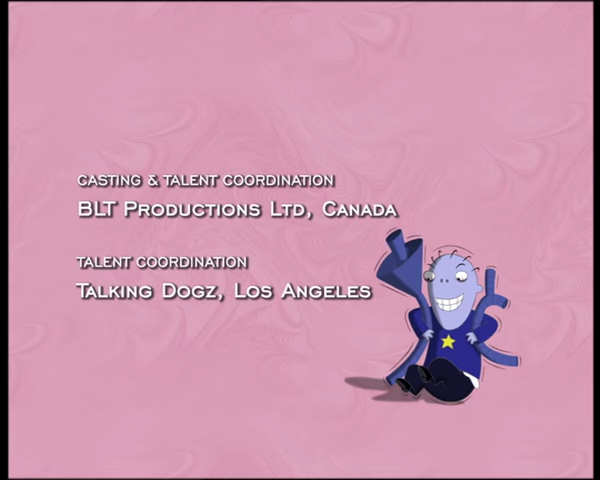 CASTING & TALENT COORDINATION
BLT PRODUCTIONS LTD, CANADA
TALENT COORDINATION
TALKING DOGZ, LOS ANGELES